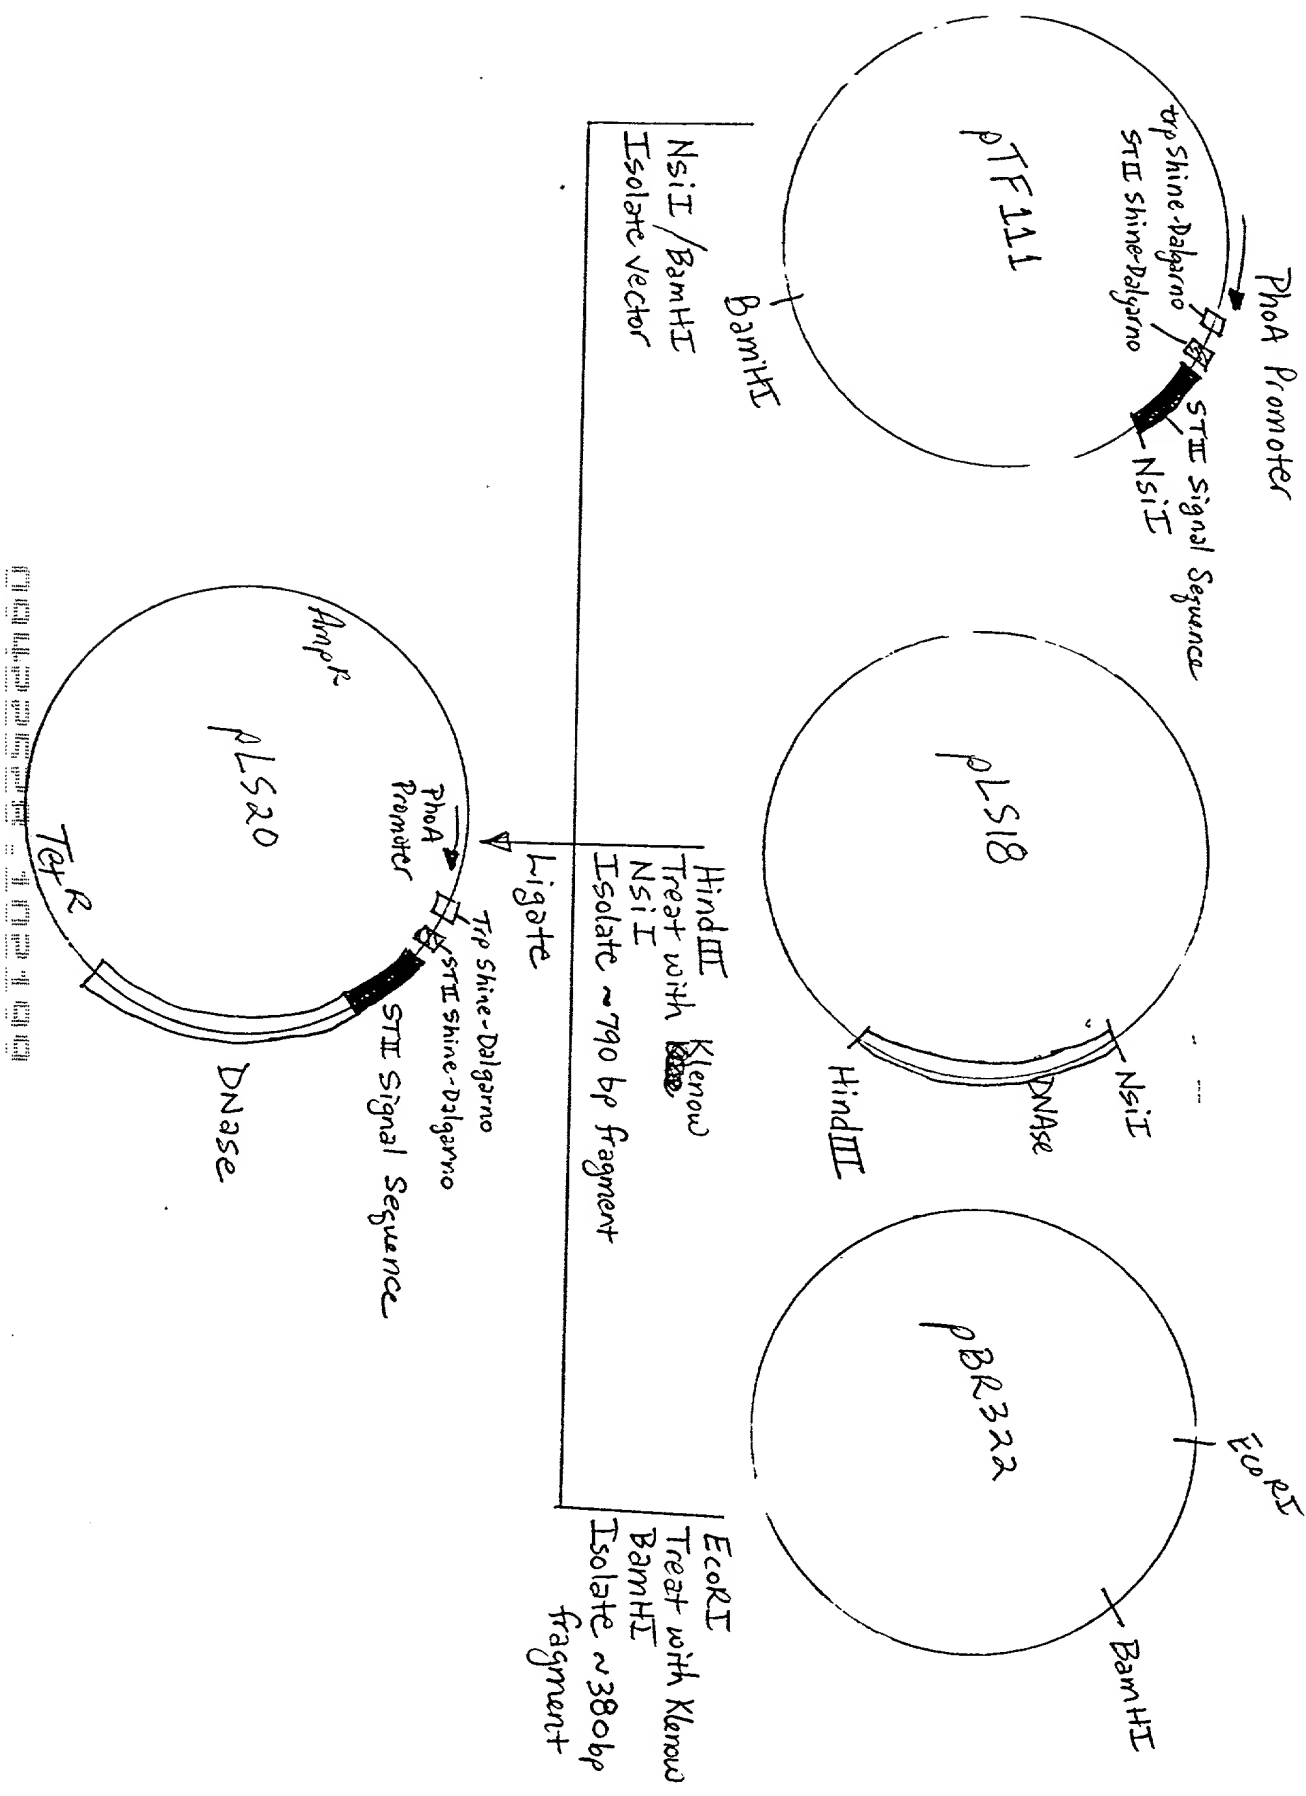 PhoA Promoter
trp Shine-Dalgarno
STII Shine-Dalgarno
STII Signal Sequence
NsiI
pTF111
BamHI
NsiI/BamHI
Isolate vector
NsiI
DNAse
pLS18
HindIII
HindIII
Treat with Klenow
NsiI
Isolate ~790 bp fragment
EcoRI
pBR322
BamHI
EcoRI
Treat with Klenow
BamHI
Isolate ~380bp
fragment
Ligate
AmpR
PhoA
Promoter
Trp Shine-Dalgarno
STII Shine-Dalgarno
STII Signal Sequence
pLS20
TetR
DNase